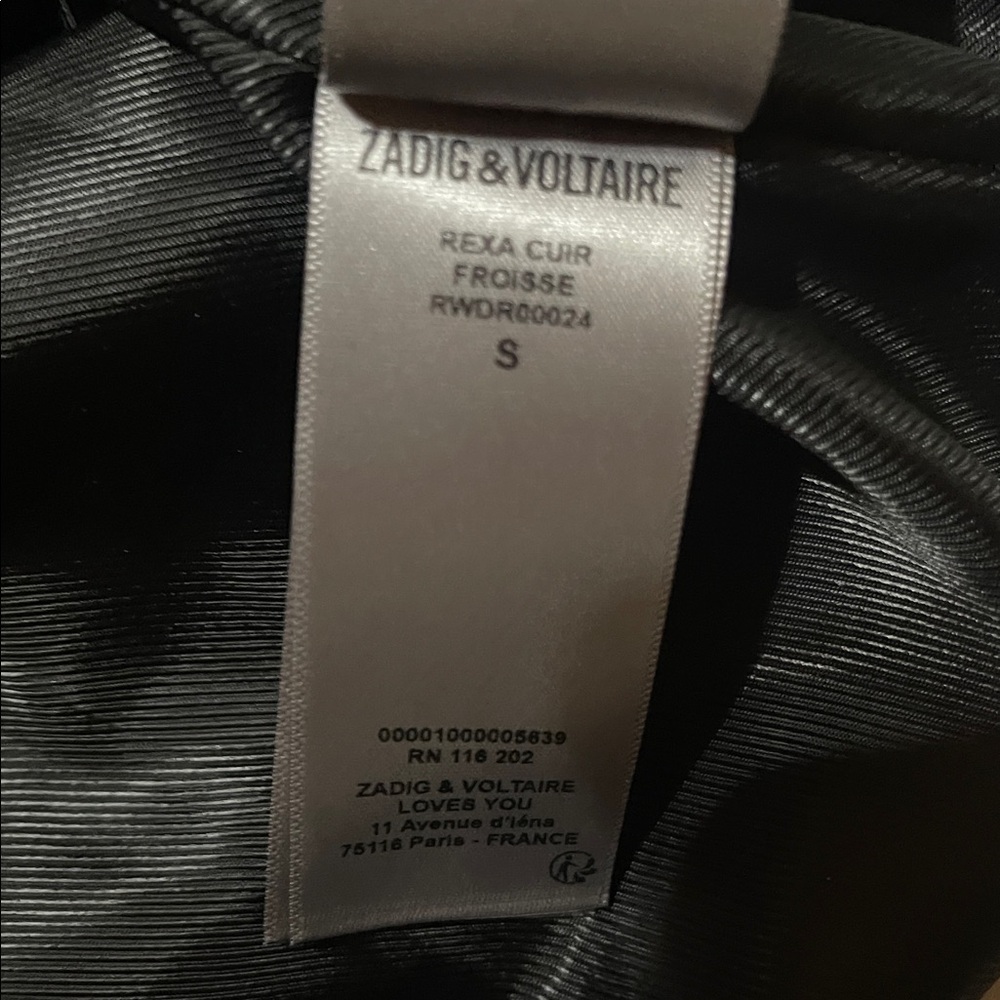 ZADIG & VOLTAIRE
REXA CUIR
FROISSE
RWDR00024
S
00001000005639
RN 116 202
ZADIG & VOLTAIRE
LOVES YOU
11 Avenue d'Iéna
75116 Paris - FRANCE